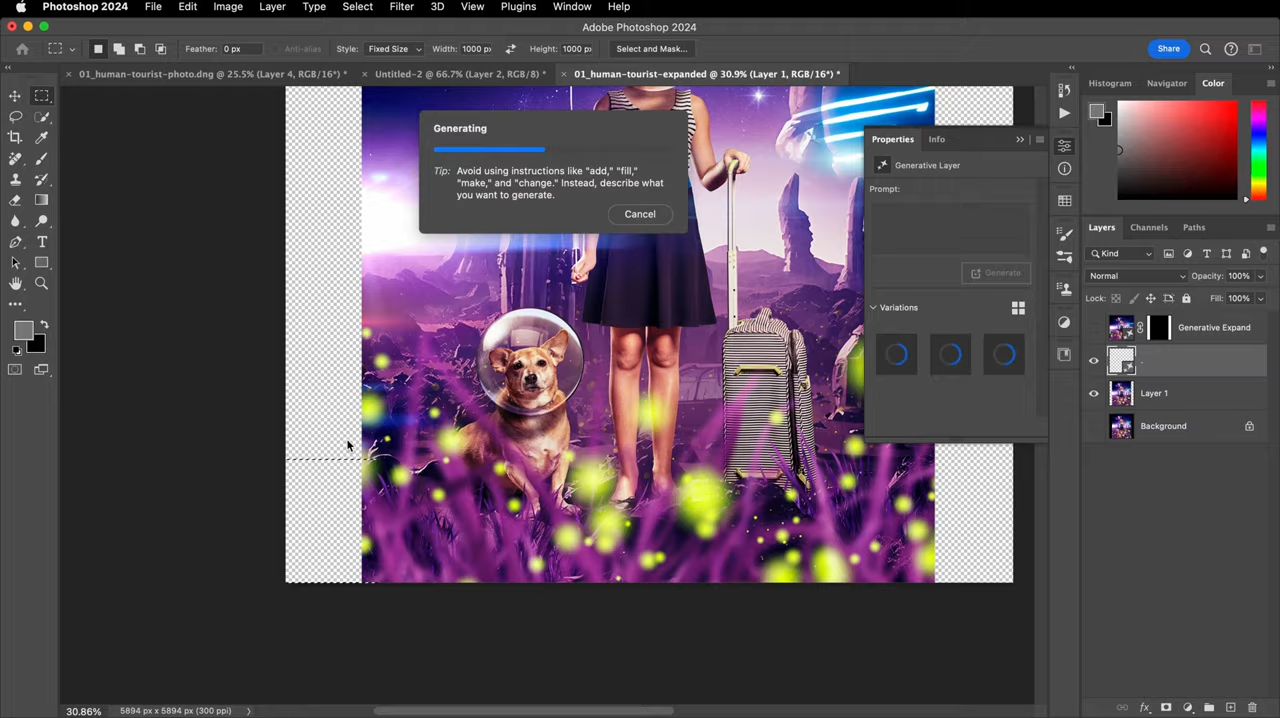 Photoshop 2024 File Edit Image Layer Type Select Filter 3D View Plugins Window Help
Adobe Photoshop 2024
Feather: 0 px Anti-alias Style: Fixed Size Width: 1000 px Height: 1000 px Select and Mask... Share
01_human-tourist-photo.dng @ 25.5% (Layer 4, RGB/16*) * Untitled-2 @ 66.7% (Layer 2, RGB/8) * 01_human-tourist-expanded @ 30.9% (Layer 1, RGB/16*) *
Histogram Navigator Color
Generating
Tip: Avoid using instructions like "add," "fill,"
"make," and "change." Instead, describe what
you want to generate.
Cancel
Properties Info
Generative Layer
Prompt:
Generate
Variations
Layers Channels Paths
Kind
Normal Opacity: 100%
Lock: Fill: 100%
Generative Expand
Layer 1
Background
30.86% 5894 px x 5894 px (300 ppi)